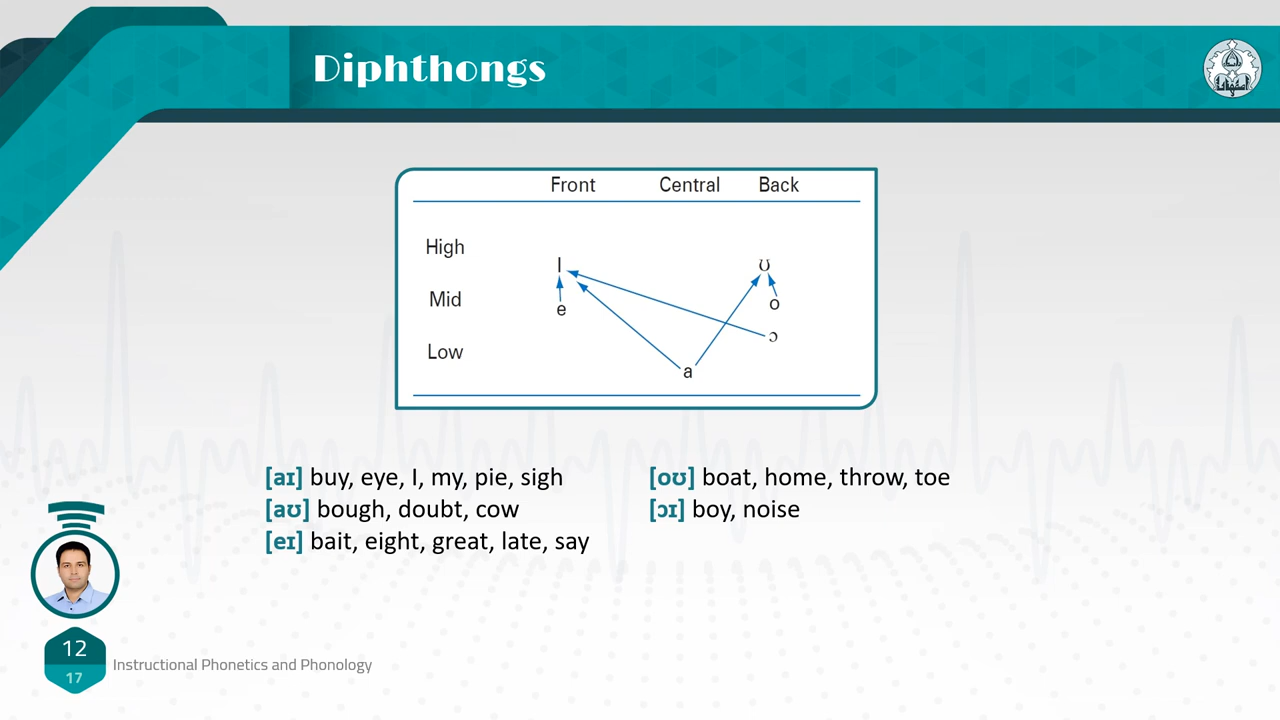 Diphthongs
Front Central Back
High
I ʊ
Mid
e o
ɔ
Low
a
[aɪ] buy, eye, I, my, pie, sigh
[aʊ] bough, doubt, cow
[eɪ] bait, eight, great, late, say
[oʊ] boat, home, throw, toe
[ɔɪ] boy, noise
12
17
Instructional Phonetics and Phonology